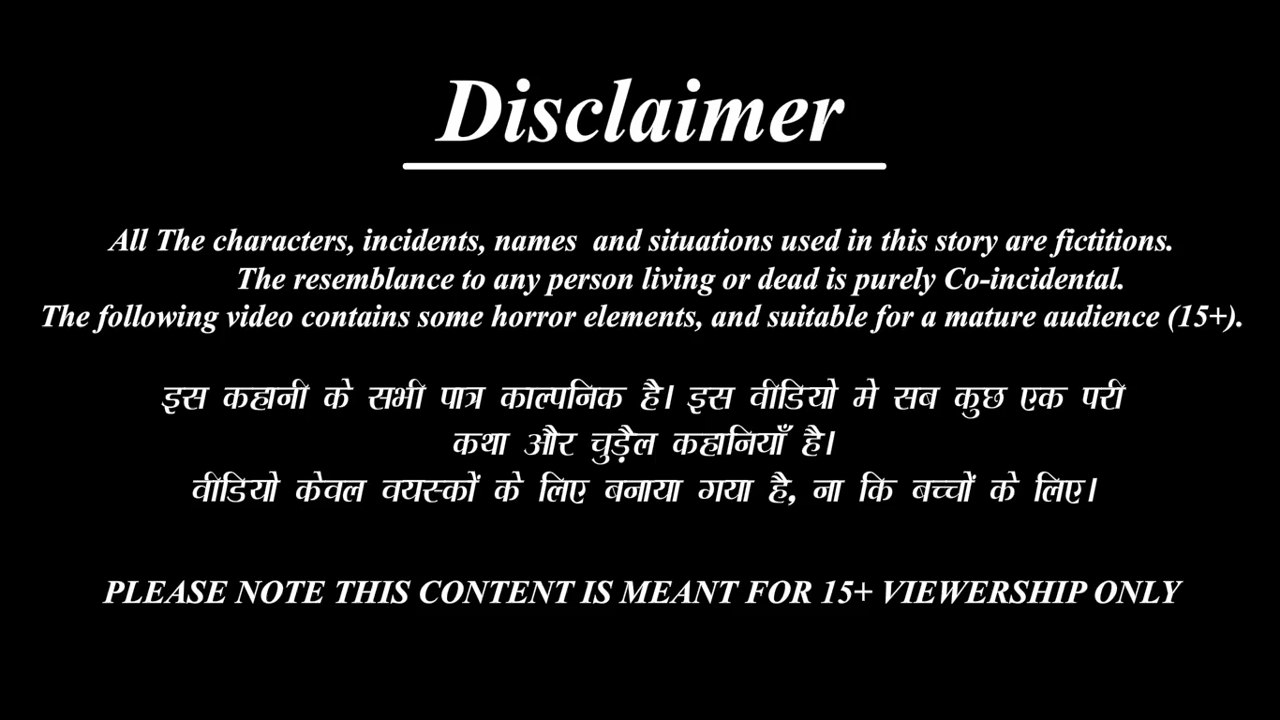 Disclaimer
All The characters, incidents, names and situations used in this story are fictitions.
The resemblance to any person living or dead is purely Co-incidental.
The following video contains some horror elements, and suitable for a mature audience (15+).
इस कहानी के सभी पात्र काल्पनिक है। इस वीडियो मे सब कुछ एक परी
कथा और चुड़ैल कहानियाँ है।
वीडियो केवल वयस्कों के लिए बनाया गया है, ना कि बच्चों के लिए।
PLEASE NOTE THIS CONTENT IS MEANT FOR 15+ VIEWERSHIP ONLY